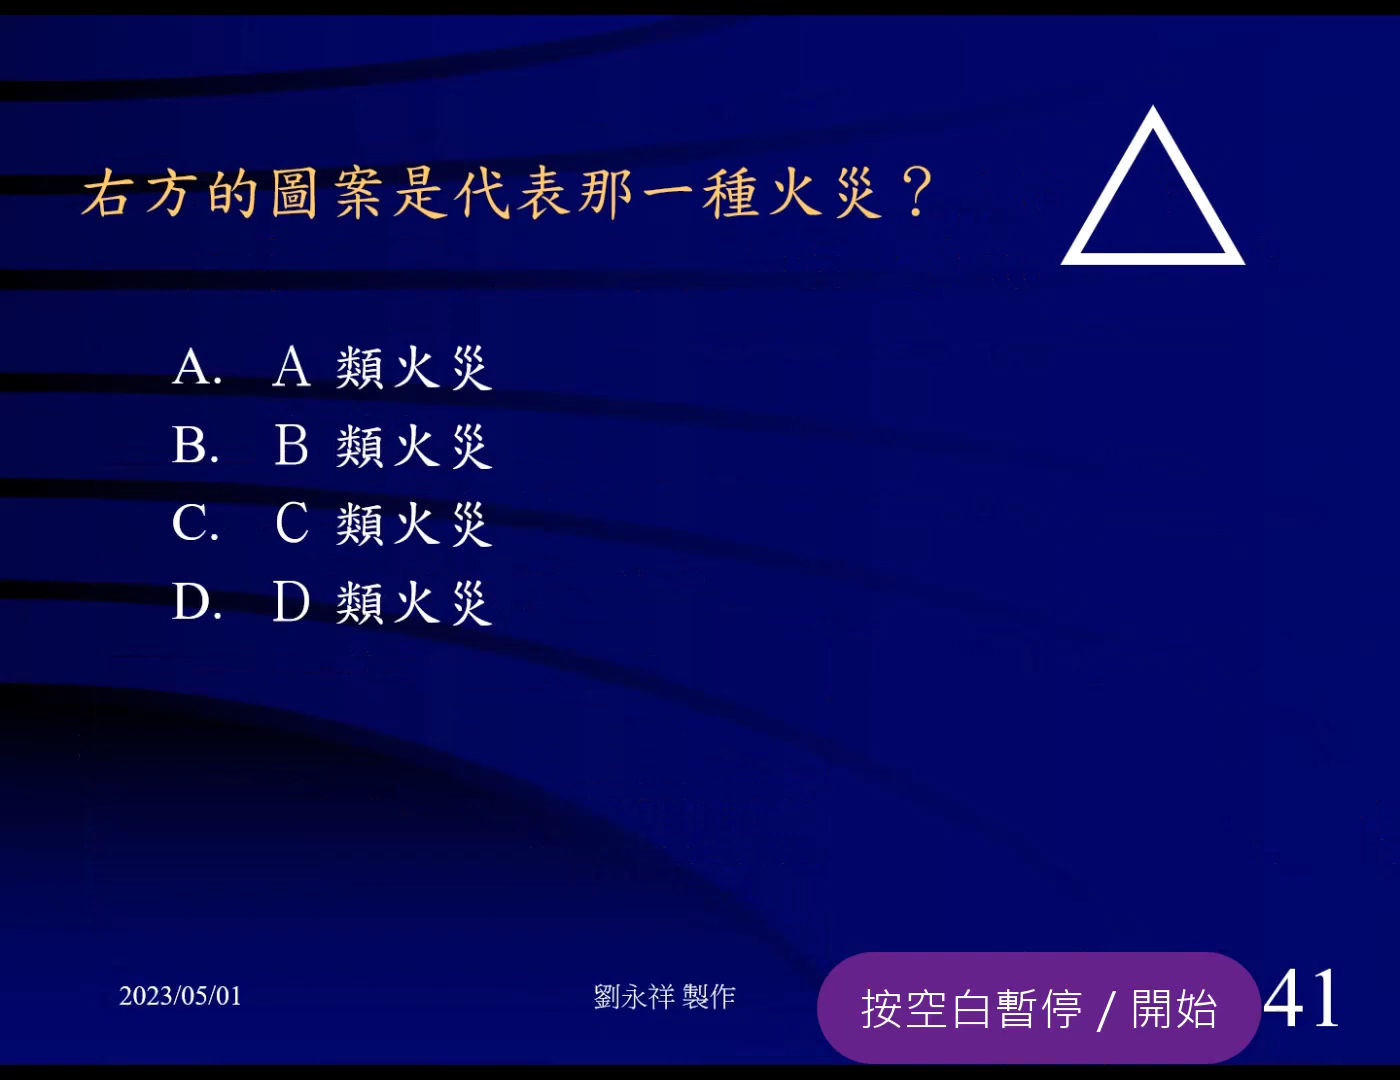 右方的圖案是代表那一種火災？
A. A 類火災
B. B 類火災
C. C 類火災
D. D 類火災
2023/05/01
劉永祥 製作
按空白暫停 / 開始
41